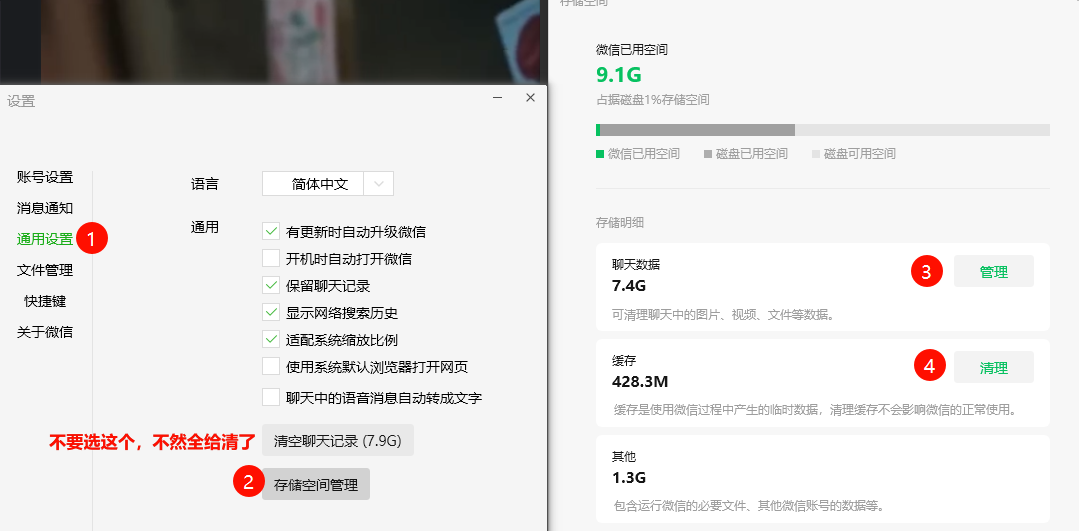 设置
账号设置
消息通知
通用设置
1
文件管理
快捷键
关于微信
语言
简体中文
通用
有更新时自动升级微信
开机时自动打开微信
保留聊天记录
显示网络搜索历史
适配系统缩放比例
使用系统默认浏览器打开网页
聊天中的语音消息自动转成文字
不要选这个，不然全给清了
清空聊天记录 (7.9G)
2
存储空间管理
存储空间
微信已用空间
9.1G
占据磁盘1%存储空间
微信已用空间
磁盘已用空间
磁盘可用空间
存储明细
聊天数据
7.4G
可清理聊天中的图片、视频、文件等数据。
3
管理
缓存
428.3M
缓存是使用微信过程中产生的临时数据，清理缓存不会影响微信的正常使用。
4
清理
其他
1.3G
包含运行微信的必要文件、其他微信账号的数据等。